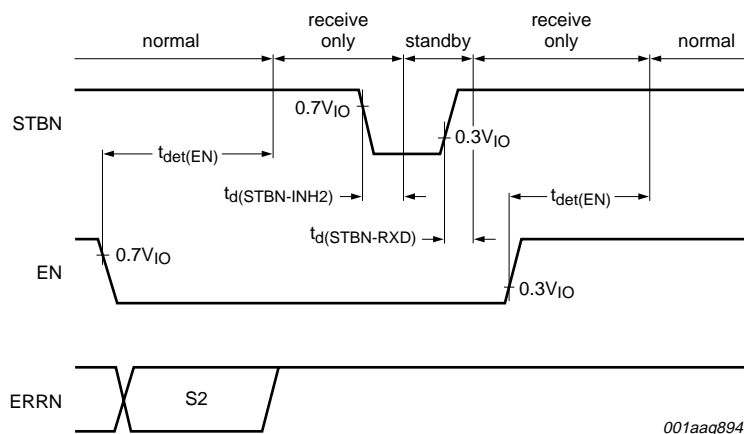 receive
receive
normal
only
standby
only
normal
STBN
0.7VIO
0.3VIO
tdet(EN)
td(STBN-INH2)
tdet(EN)
td(STBN-RXD)
EN
0.7VIO
0.3VIO
ERRN
S2
001aag894